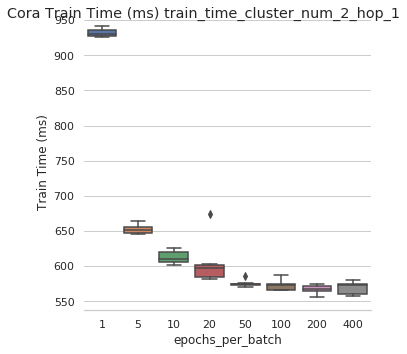 Cora Train Time (ms) train_time_cluster_num_2_hop_1
950
900
850
800
750
700
650
600
550
Train Time (ms)
1 5 10 20 50 100 200 400
epochs_per_batch